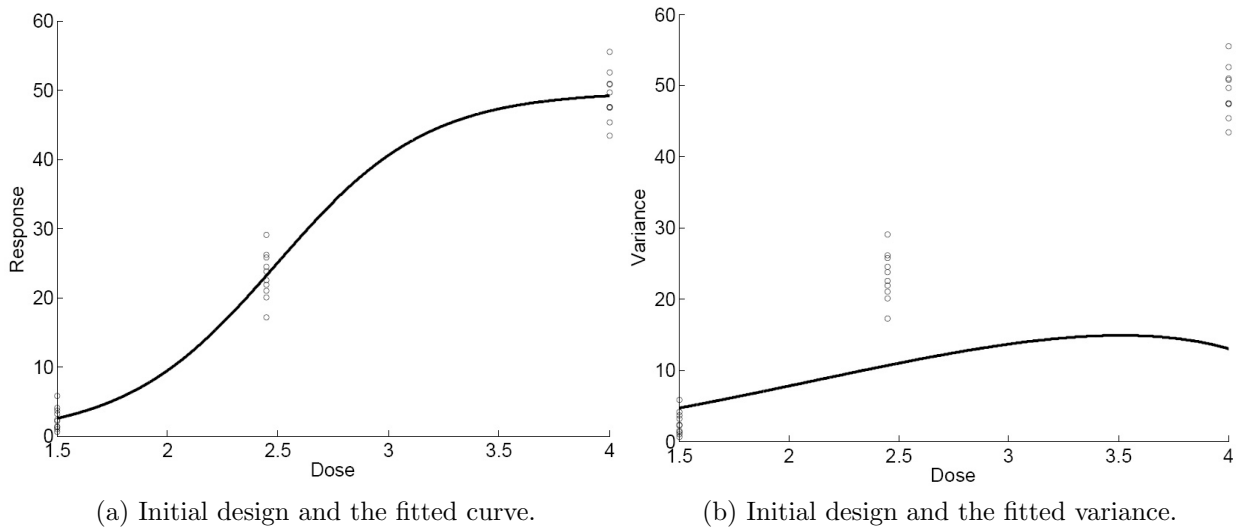 60
50
40
30
20
10
0
Response
1.5 2 2.5 3 3.5 4
Dose
(a) Initial design and the fitted curve.
60
50
40
30
20
10
0
Variance
1.5 2 2.5 3 3.5 4
Dose
(b) Initial design and the fitted variance.